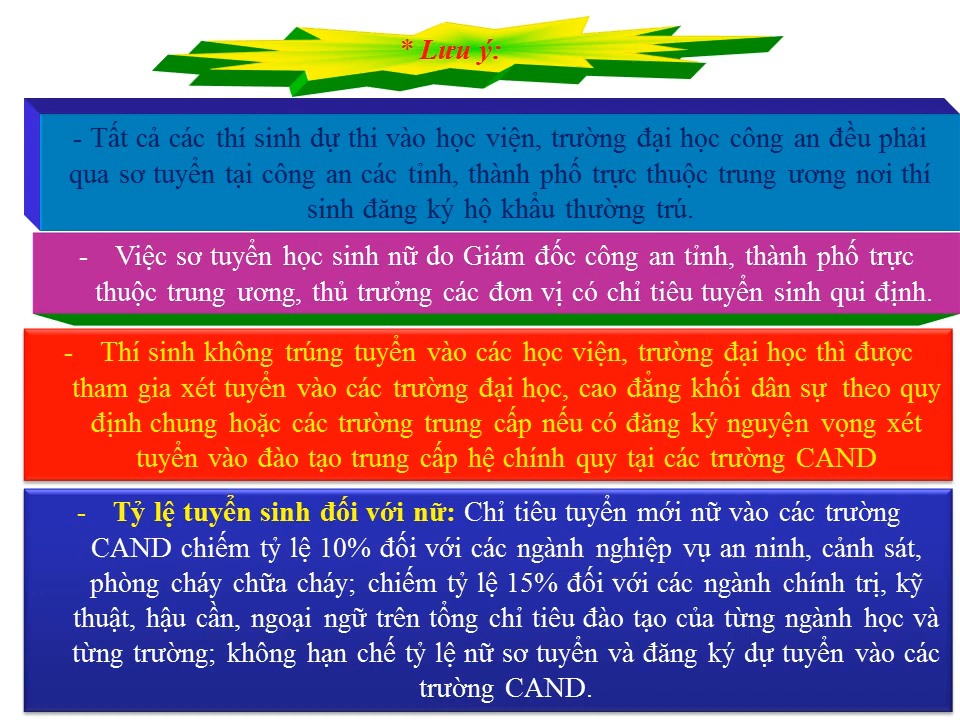 * Lưu ý:
- Tất cả các thí sinh dự thi vào học viện, trường đại học công an đều phải
qua sơ tuyển tại công an các tỉnh, thành phố trực thuộc trung ương nơi thí
sinh đăng ký hộ khẩu thường trú.
- Việc sơ tuyển học sinh nữ do Giám đốc công an tỉnh, thành phố trực
thuộc trung ương, thủ trưởng các đơn vị có chỉ tiêu tuyển sinh qui định.
- Thí sinh không trúng tuyển vào các học viện, trường đại học thì được
tham gia xét tuyển vào các trường đại học, cao đẳng khối dân sự theo quy
định chung hoặc các trường trung cấp nếu có đăng ký nguyện vọng xét
tuyển vào đào tạo trung cấp hệ chính quy tại các trường CAND
- Tỷ lệ tuyển sinh đối với nữ: Chỉ tiêu tuyển mới nữ vào các trường
CAND chiếm tỷ lệ 10% đối với các ngành nghiệp vụ an ninh, cảnh sát,
phòng cháy chữa cháy; chiếm tỷ lệ 15% đối với các ngành chính trị, kỹ
thuật, hậu cần, ngoại ngữ trên tổng chỉ tiêu đào tạo của từng ngành học và
từng trường; không hạn chế tỷ lệ nữ sơ tuyển và đăng ký dự tuyển vào các
trường CAND.